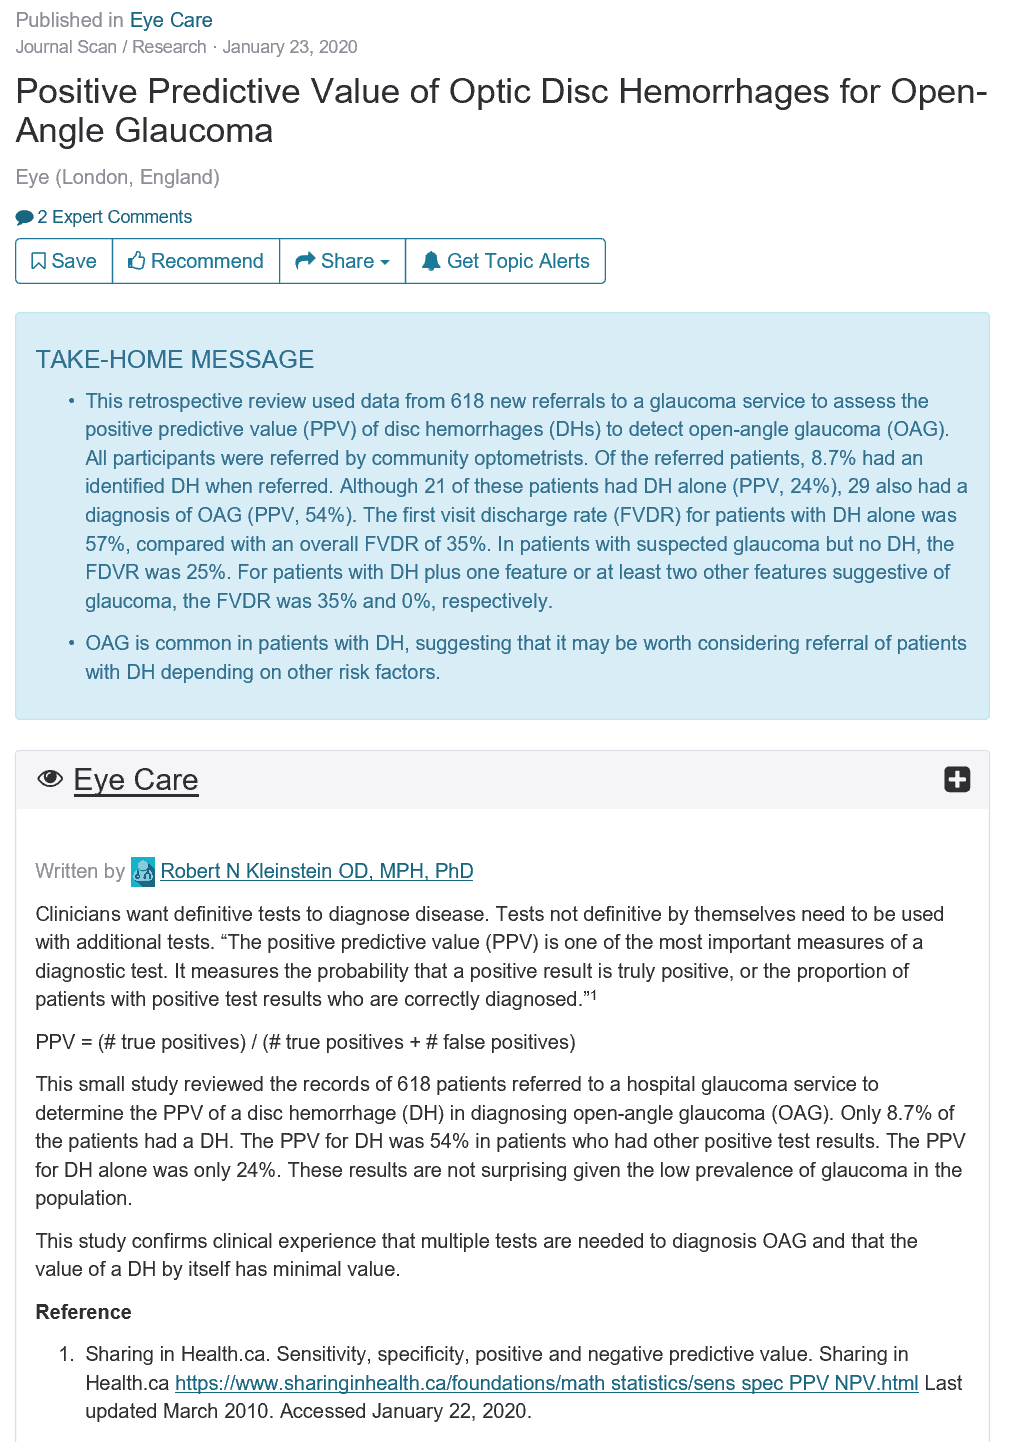 Published in Eye Care
Journal Scan / Research · January 23, 2020
Positive Predictive Value of Optic Disc Hemorrhages for Open-
Angle Glaucoma
Eye (London, England)
2 Expert Comments
Save Recommend Share Get Topic Alerts
TAKE-HOME MESSAGE
• This retrospective review used data from 618 new referrals to a glaucoma service to assess the
positive predictive value (PPV) of disc hemorrhages (DHs) to detect open-angle glaucoma (OAG).
All participants were referred by community optometrists. Of the referred patients, 8.7% had an
identified DH when referred. Although 21 of these patients had DH alone (PPV, 24%), 29 also had a
diagnosis of OAG (PPV, 54%). The first visit discharge rate (FVDR) for patients with DH alone was
57%, compared with an overall FVDR of 35%. In patients with suspected glaucoma but no DH, the
FDVR was 25%. For patients with DH plus one feature or at least two other features suggestive of
glaucoma, the FVDR was 35% and 0%, respectively.
• OAG is common in patients with DH, suggesting that it may be worth considering referral of patients
with DH depending on other risk factors.
Eye Care
Written by Robert N Kleinstein OD, MPH, PhD
Clinicians want definitive tests to diagnose disease. Tests not definitive by themselves need to be used
with additional tests. “The positive predictive value (PPV) is one of the most important measures of a
diagnostic test. It measures the probability that a positive result is truly positive, or the proportion of
patients with positive test results who are correctly diagnosed.”¹
PPV = (# true positives) / (# true positives + # false positives)
This small study reviewed the records of 618 patients referred to a hospital glaucoma service to
determine the PPV of a disc hemorrhage (DH) in diagnosing open-angle glaucoma (OAG). Only 8.7% of
the patients had a DH. The PPV for DH was 54% in patients who had other positive test results. The PPV
for DH alone was only 24%. These results are not surprising given the low prevalence of glaucoma in the
population.
This study confirms clinical experience that multiple tests are needed to diagnosis OAG and that the
value of a DH by itself has minimal value.
Reference
1. Sharing in Health.ca. Sensitivity, specificity, positive and negative predictive value. Sharing in
Health.ca https://www.sharinginhealth.ca/foundations/math statistics/sens spec PPV NPV.html Last
updated March 2010. Accessed January 22, 2020.